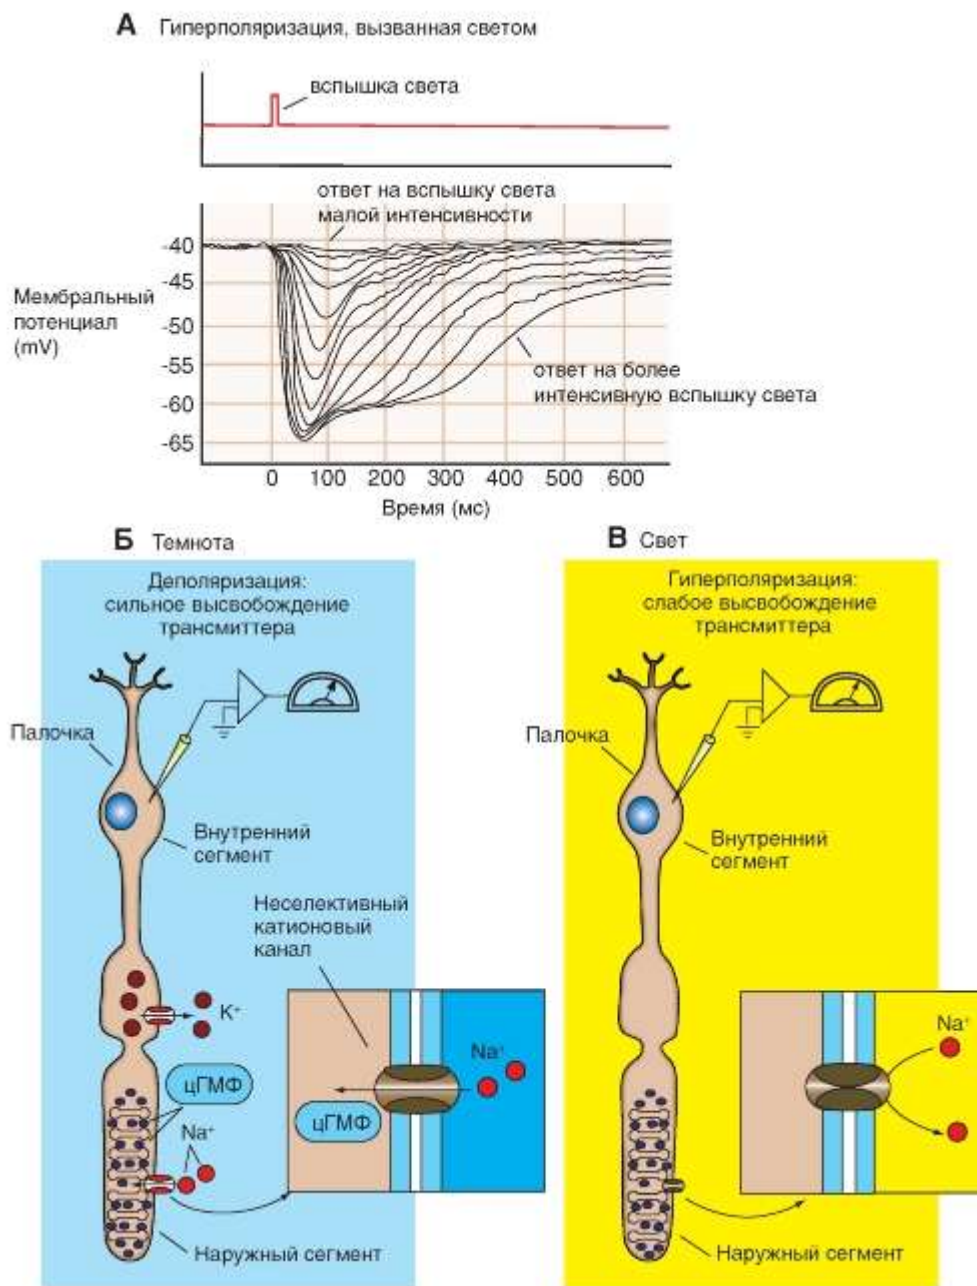 А Гиперполяризация, вызванная светом
вспышка света
ответ на вспышку света
малой интенсивности
-40
-45
-50
-55
-60
-65
Мембральный
потенциал
(mV)
ответ на более
интенсивную вспышку света
0 100 200 300 400 500 600
Время (мс)
Б Темнота
Деполяризация:
сильное высвобождение
трансмиттера
Палочка
Внутренний
сегмент
Неселективный
катионовый
канал
K⁺
цГМФ
Na⁺
Na⁺
цГМФ
Наружный сегмент
В Свет
Гиперполяризация:
слабое высвобождение
трансмиттера
Палочка
Внутренний
сегмент
Na⁺
Наружный сегмент